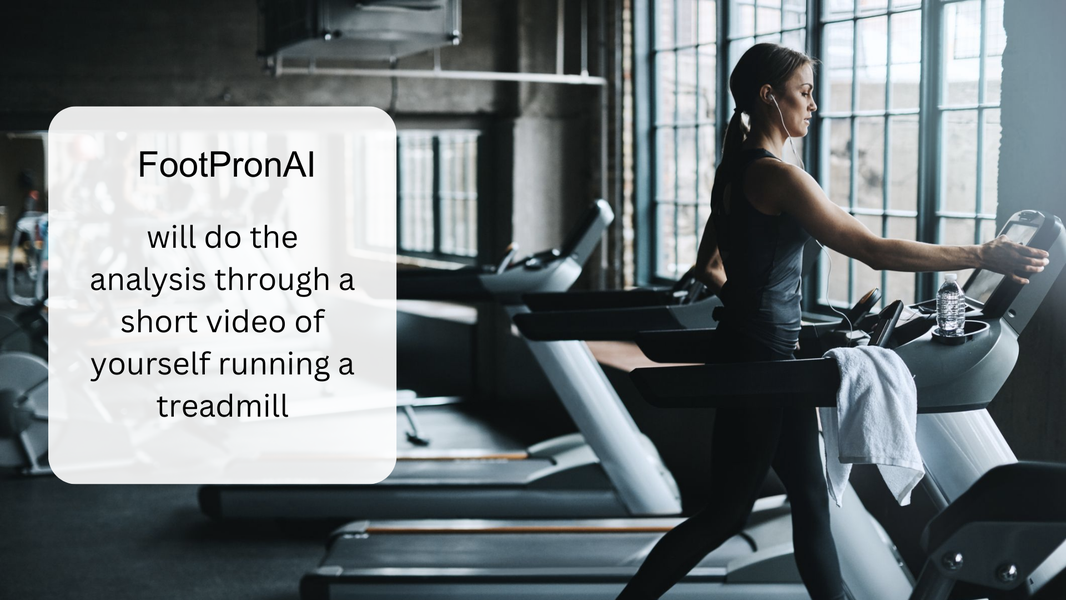 FootPronAI
will do the
analysis through a
short video of
yourself running a
treadmill